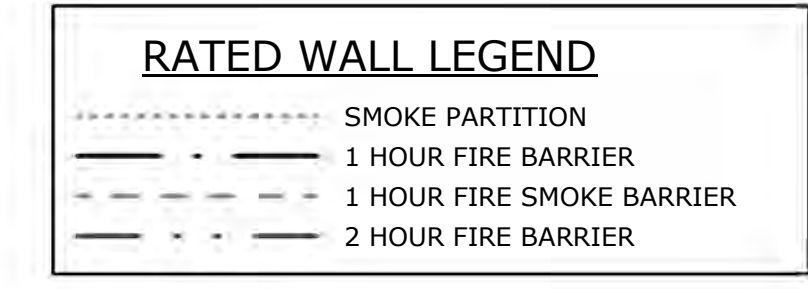 RATED WALL LEGEND
SMOKE PARTITION
1 HOUR FIRE BARRIER
1 HOUR FIRE SMOKE BARRIER
2 HOUR FIRE BARRIER